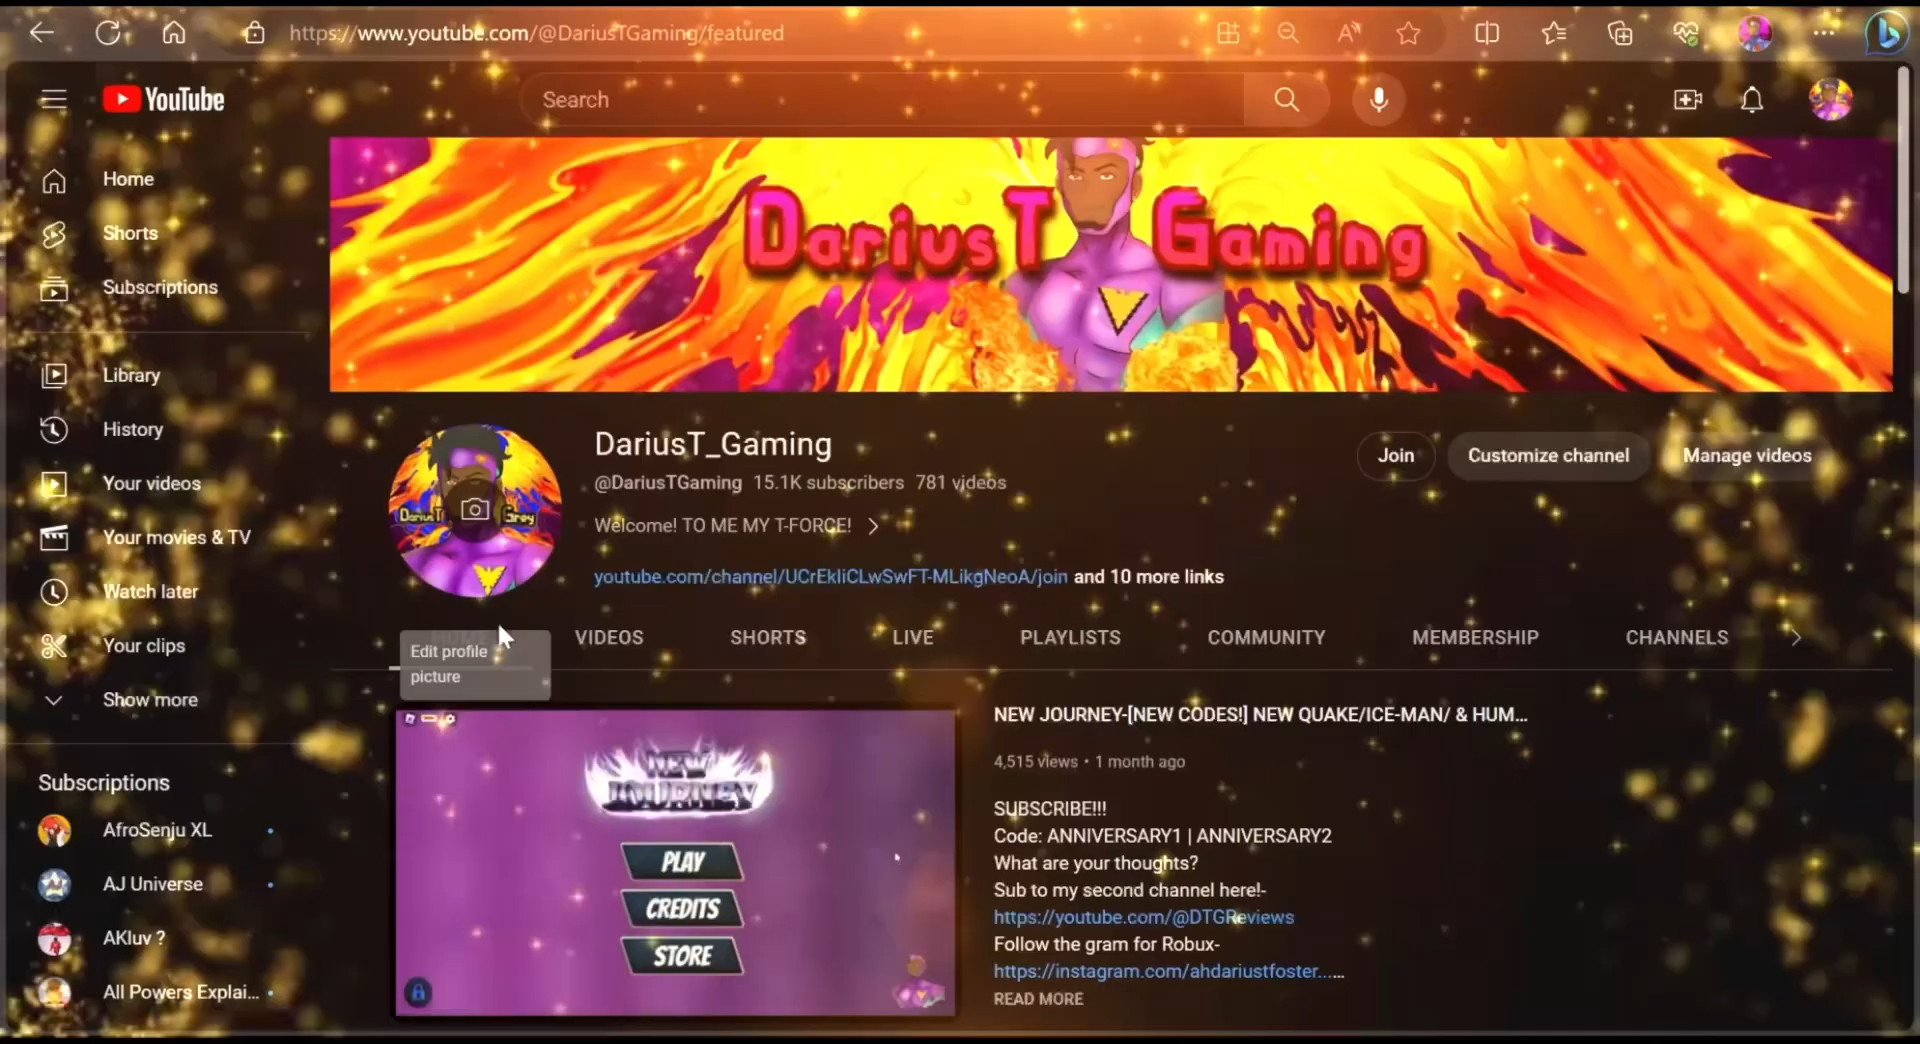 https://www.youtube.com/@DariusTGaming/featured
YouTube
Search
Home
Shorts
Subscriptions
Library
History
Your videos
Your movies & TV
Watch later
Your clips
Show more
Subscriptions
AfroSenju XL
AJ Universe
AKluv ?
All Powers Explai...
DariusT Gaming
DariusT Grey
DariusT_Gaming
@DariusTGaming 15.1K subscribers 781 videos
Welcome! TO ME MY T-FORCE!
youtube.com/channel/UCrEkIiCLwSwFT-MLikgNeoA/join and 10 more links
Join
Customize channel
Manage videos
HOME
VIDEOS
SHORTS
LIVE
PLAYLISTS
COMMUNITY
MEMBERSHIP
CHANNELS
Edit profile
picture
NEW
JOURNEY
PLAY
CREDITS
STORE
NEW JOURNEY-[NEW CODES!] NEW QUAKE/ICE-MAN/ & HUM...
4,515 views • 1 month ago
SUBSCRIBE!!!
Code: ANNIVERSARY1 | ANNIVERSARY2
What are your thoughts?
Sub to my second channel here!-
https://youtube.com/@DTGReviews
Follow the gram for Robux-
https://instagram.com/ahdariustfoster......
READ MORE